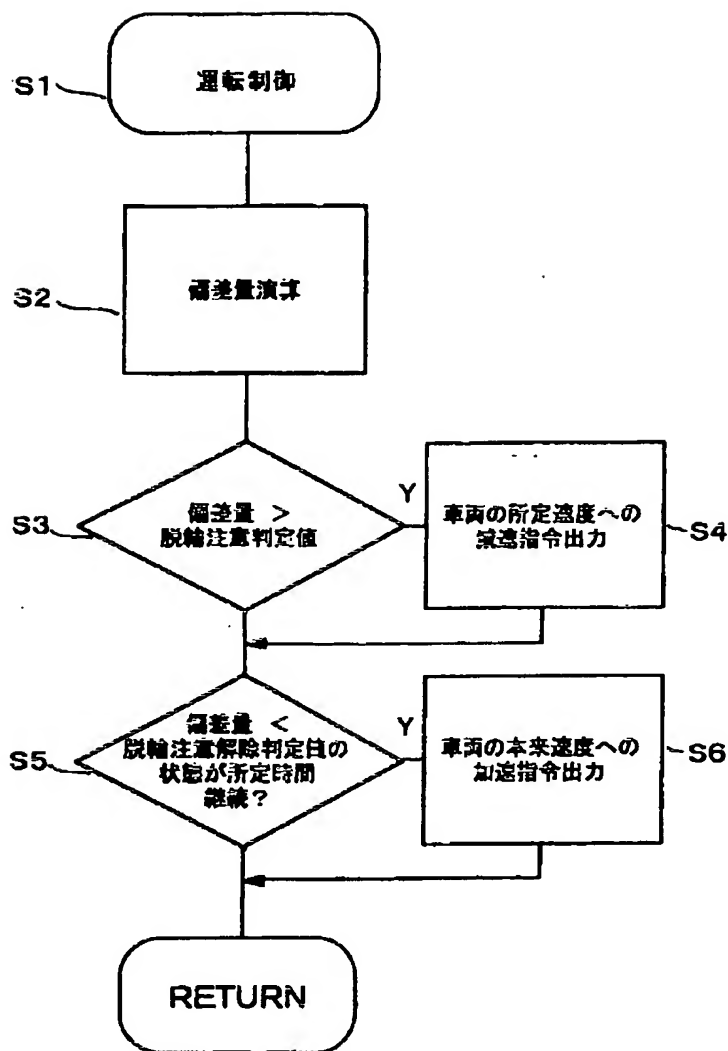 S1
運転制御
S2
偏差量演算
S3
偏差量 >
脱輪注意判定値
Y
車両の所定速度への
減速指令出力
S4
S5
偏差量 <
脱輪注意解除判定値の
状態が所定時間
継続?
Y
車両の本来速度への
加速指令出力
S6
RETURN